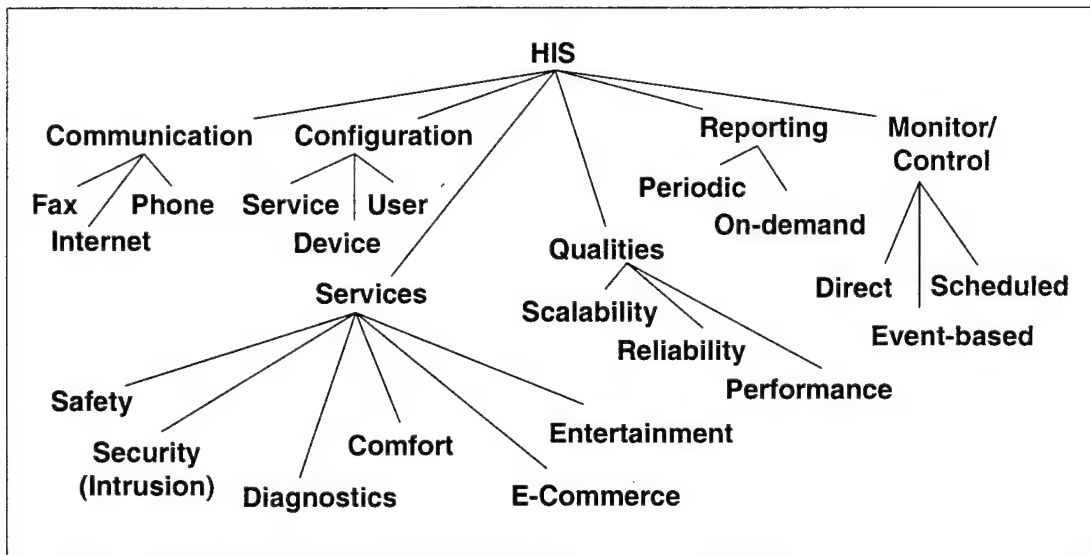 HIS
Communication
Configuration
Reporting
Monitor/
Control
Fax
Phone
Internet
Service
User
Device
Periodic
On-demand
Qualities
Direct
Scheduled
Event-based
Services
Scalability
Reliability
Performance
Safety
Security
(Intrusion)
Diagnostics
Comfort
Entertainment
E-Commerce